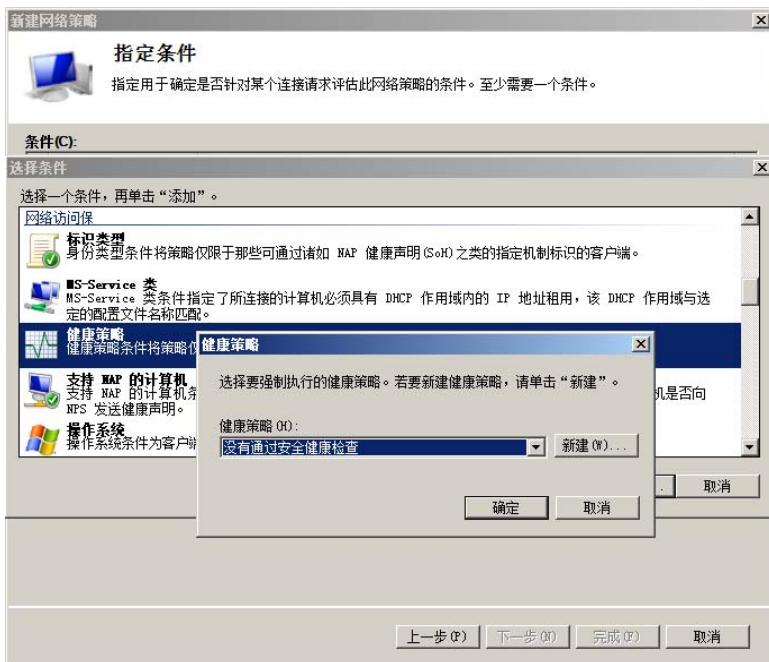 新建网络策略
指定条件
指定用于确定是否针对某个连接请求评估此网络策略的条件。至少需要一个条件。
条件(C):
选择条件
选择一个条件，再单击“添加”。
网络访问保
标识类型
身份类型条件将策略仅限于那些可通过诸如 NAP 健康声明(SoH)之类的指定机制标识的客户端。
MS-Service 类
MS-Service 类条件指定了所连接的计算机必须具有 DHCP 作用域内的 IP 地址租用，该 DHCP 作用域与选
定的配置文件名称匹配。
健康策略
健康策略条件将策略仅
支持 NAP 的计算机
支持 NAP 的计算机条
机是否向
NPS 发送健康声明。
操作系统
操作系统条件为客户端
健康策略
选择要强制执行的健康策略。若要新建健康策略，请单击“新建”。
健康策略(H):
没有通过安全健康检查
新建(W)...
确定
取消
取消
上一步(P)
下一步(N)
完成(F)
取消